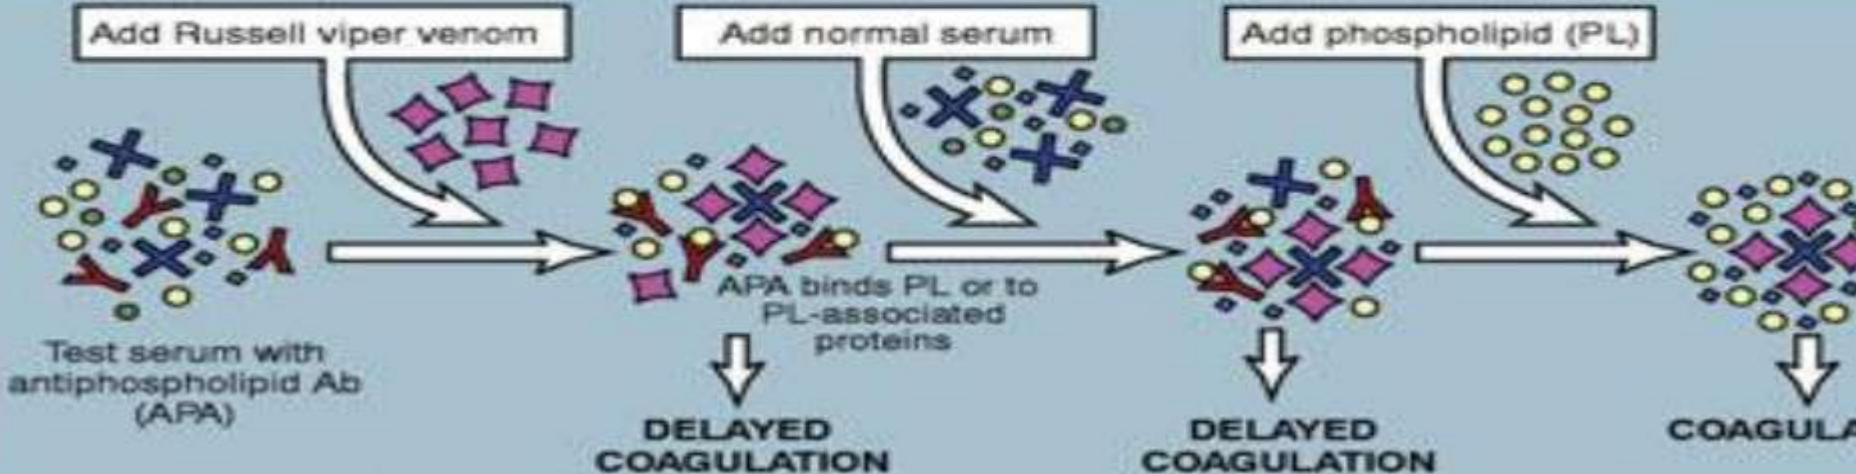 Add Russell viper venom
Add normal serum
Add phospholipid (PL)
APA binds PL or to
PL-associated
proteins
Test serum with
antiphospholipid Ab
(APA)
DELAYED
COAGULATION
DELAYED
COAGULATION
COAGULA